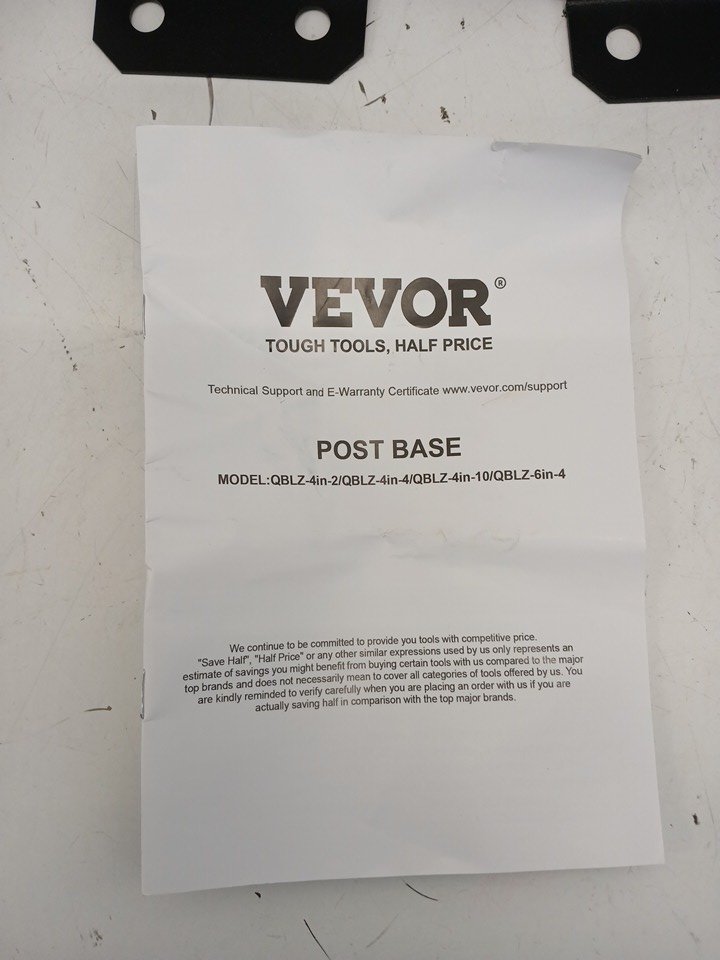 VEVOR®
TOUGH TOOLS, HALF PRICE
Technical Support and E-Warranty Certificate www.vevor.com/support
POST BASE
MODEL:QBLZ-4in-2/QBLZ-4in-4/QBLZ-4in-10/QBLZ-6in-4
We continue to be committed to provide you tools with competitive price.
"Save Half", "Half Price" or any other similar expressions used by us only represents an
estimate of savings you might benefit from buying certain tools with us compared to the major
top brands and does not necessarily mean to cover all categories of tools offered by us. You
are kindly reminded to verify carefully when you are placing an order with us if you are
actually saving half in comparison with the top major brands.